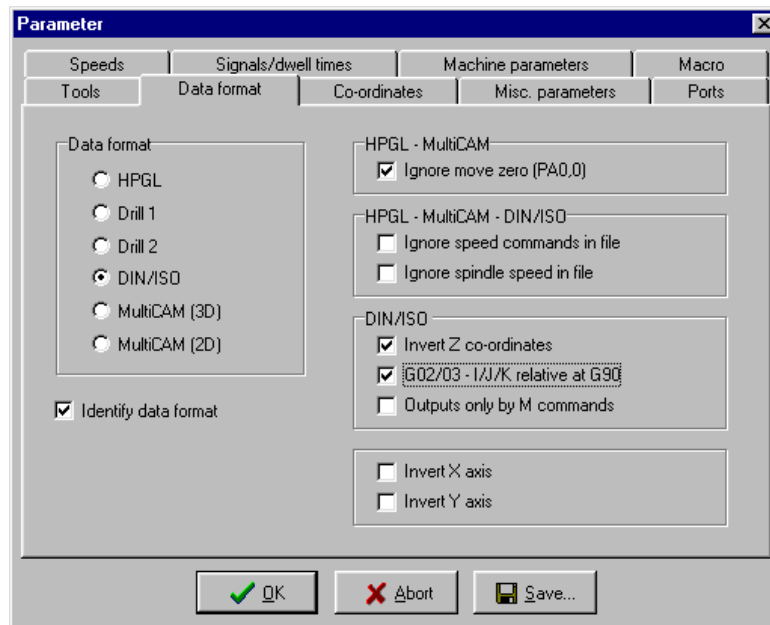 Parameter
Speeds
Signals/dwell times
Machine parameters
Macro
Tools
Data format
Co-ordinates
Misc. parameters
Ports
Data format
HPGL
Drill 1
Drill 2
DIN/ISO
MultiCAM (3D)
MultiCAM (2D)
Identify data format
HPGL - MultiCAM
Ignore move zero (PA0,0)
HPGL - MultiCAM - DIN/ISO
Ignore speed commands in file
Ignore spindle speed in file
DIN/ISO
Invert Z co-ordinates
G02/03 - I/J/K relative at G90
Outputs only by M commands
Invert X axis
Invert Y axis
OK
Abort
Save...